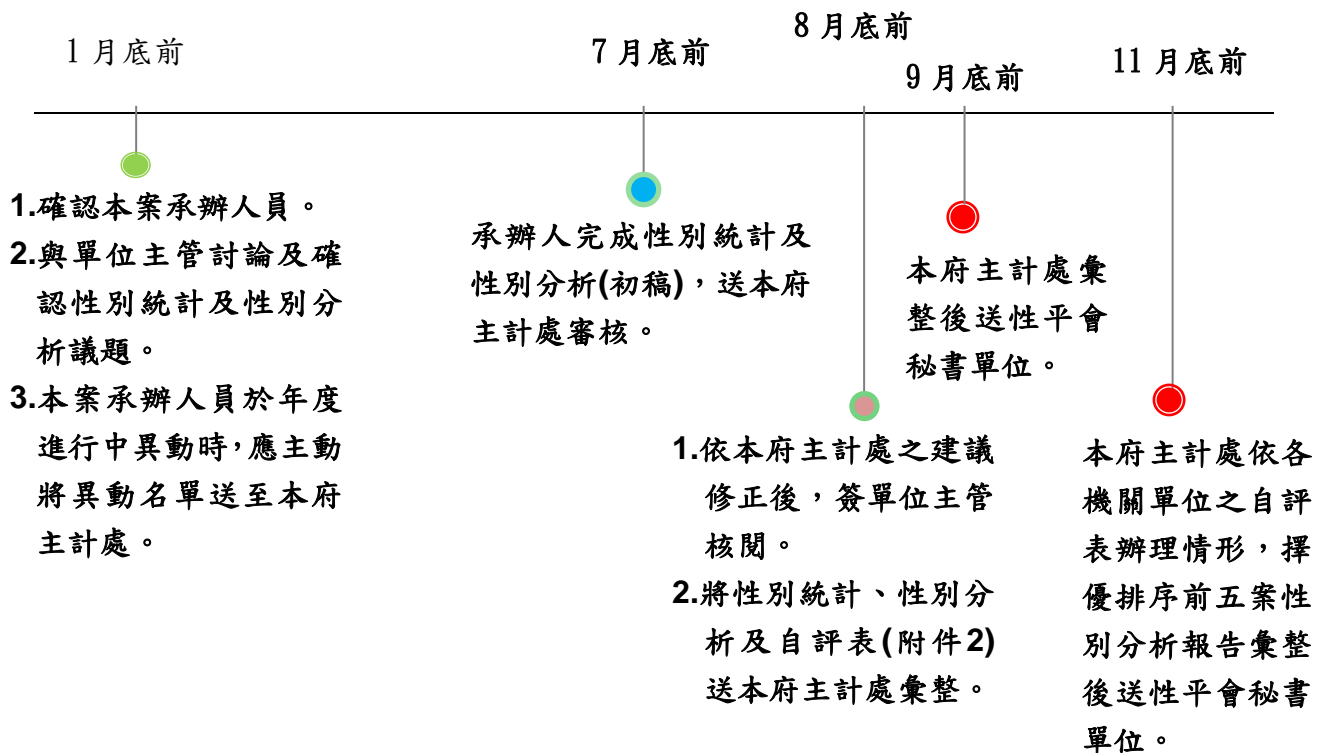 1 月底前
7 月底前
8 月底前
9 月底前
11 月底前
1.確認本案承辦人員。
2.與單位主管討論及確
認性別統計及性別分
析議題。
3.本案承辦人員於年度
進行中異動時，應主動
將異動名單送至本府
主計處。
承辦人完成性別統計及
性別分析(初稿)，送本府
主計處審核。
1.依本府主計處之建議
修正後，簽單位主管
核閱。
2.將性別統計、性別分
析及自評表(附件2)
送本府主計處彙整。
本府主計處彙
整後送性平會
秘書單位。
本府主計處依各
機關單位之自評
表辦理情形，擇
優排序前五案性
別分析報告彙整
後送性平會秘書
單位。